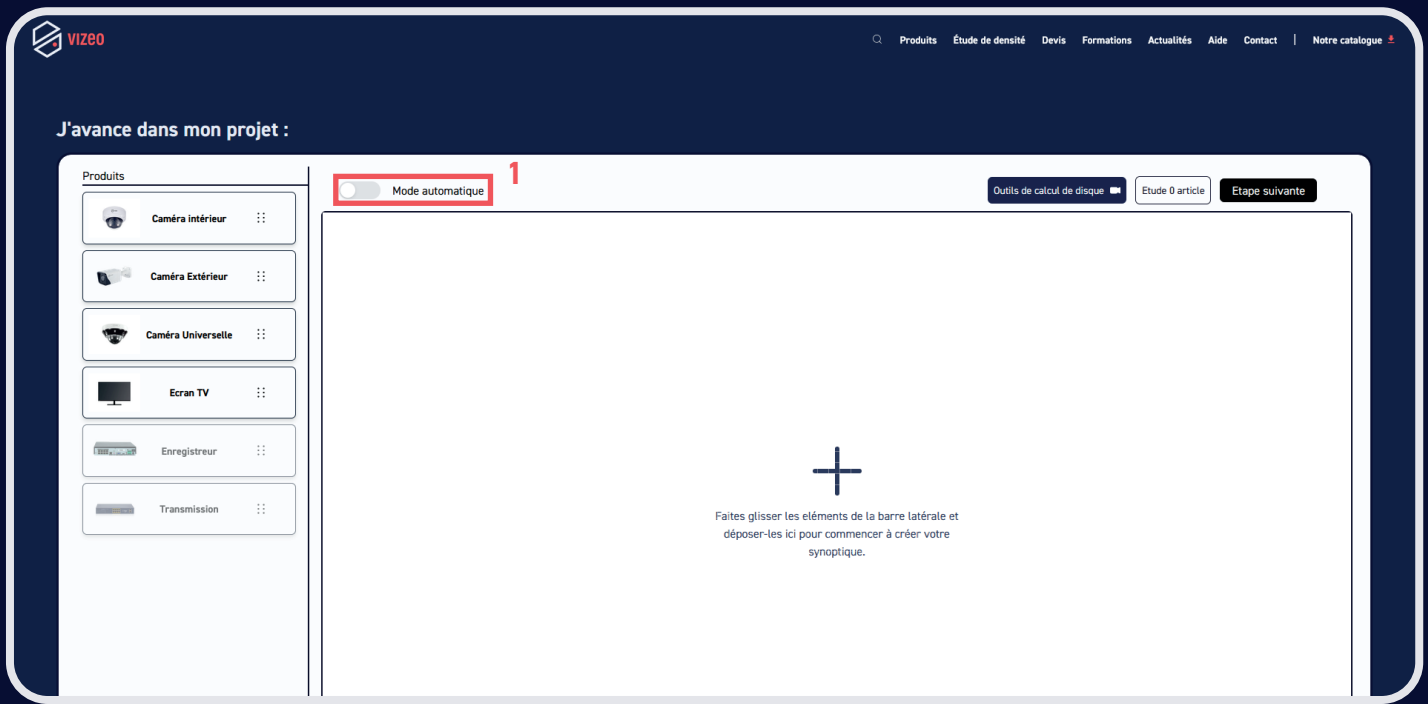 VIZEO
Produits Étude de densité Devis Formations Actualités Aide Contact | Notre catalogue
J'avance dans mon projet :
Produits
Caméra intérieur
Caméra Extérieur
Caméra Universelle
Ecran TV
Enregistreur
Transmission
Mode automatique
1
Outils de calcul de disque
Etude 0 article
Etape suivante
Faites glisser les eléments de la barre latérale et
déposer-les ici pour commencer à créer votre
synoptique.